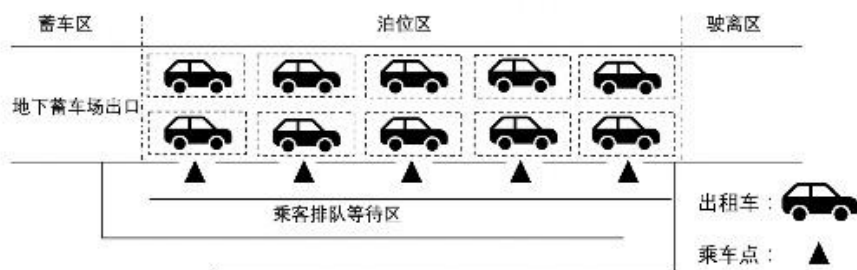 蓄车区 泊位区 驶离区
地下蓄车场出口
乘客排队等待区
出租车：
乘车点：